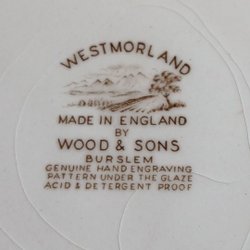 WESTMORLAND
MADE IN ENGLAND
BY
WOOD & SONS
BURSLEM
GENUINE HAND ENGRAVING
PATTERN UNDER THE GLAZE
ACID & DETERGENT PROOF